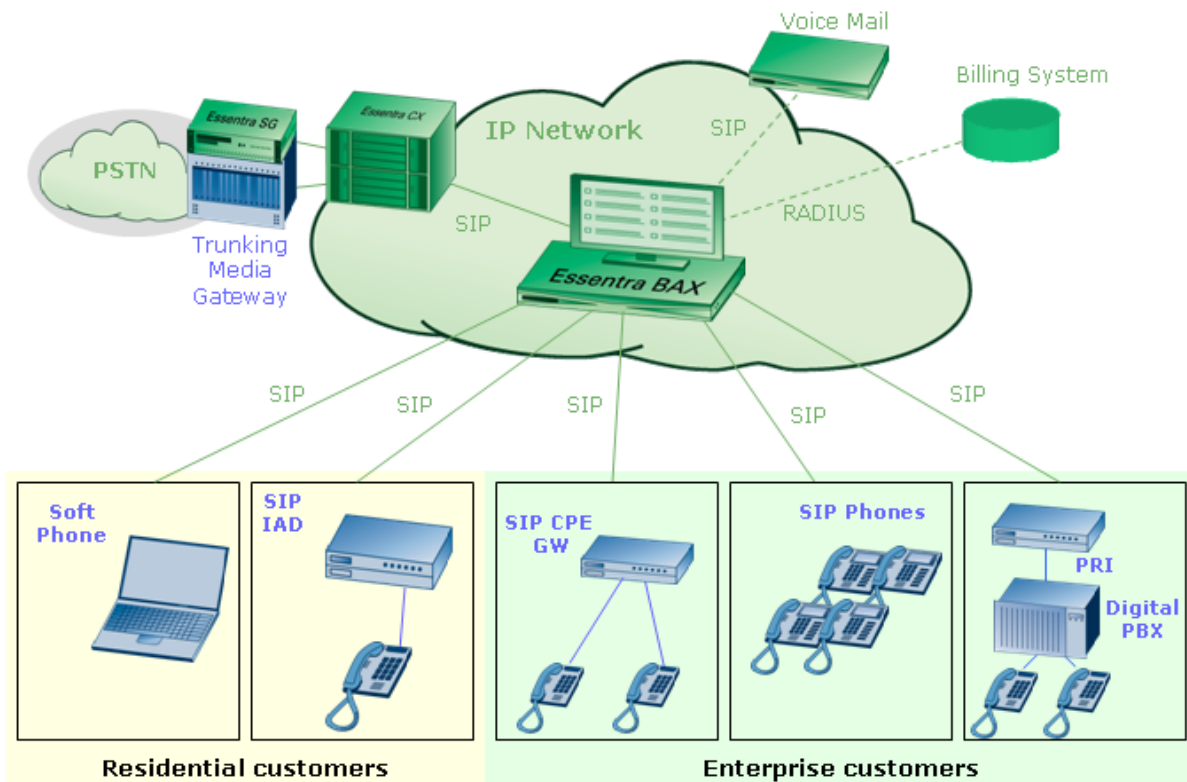 Voice Mail
Billing System
Essentra SG
Essentra CX
IP Network
SIP
PSTN
RADIUS
SIP
Trunking
Media
Gateway
Essentra BAX
SIP
SIP
SIP
SIP
SIP
Soft
Phone
SIP
IAD
SIP CPE
GW
SIP Phones
PRI
Digital
PBX
Residential customers
Enterprise customers